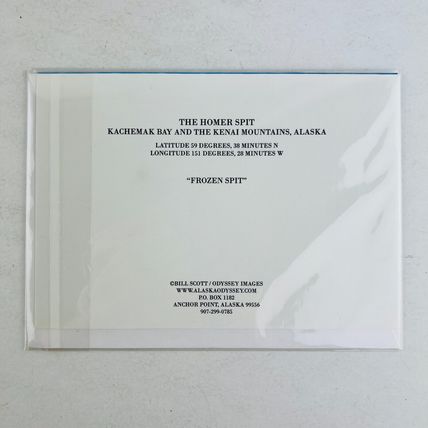 THE HOMER SPIT
KACHEMAK BAY AND THE KENAI MOUNTAINS, ALASKA
LATITUDE 59 DEGREES, 38 MINUTES N
LONGITUDE 151 DEGREES, 28 MINUTES W
“FROZEN SPIT”
©BILL SCOTT / ODYSSEY IMAGES
WWW.ALASKAODYSSEY.COM
P.O. BOX 1182
ANCHOR POINT, ALASKA 99556
907-299-0785